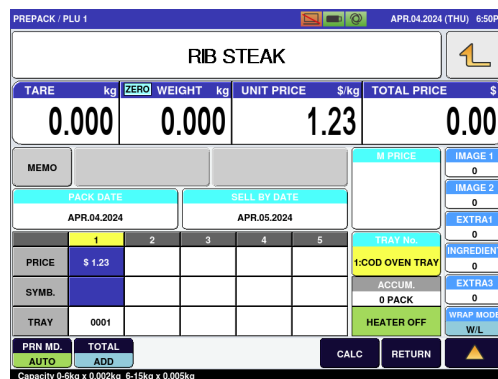 PREPACK / PLU 1 APR.04.2024 (THU) 6:50P
RIB STEAK
TARE kg ZERO WEIGHT kg UNIT PRICE $/kg TOTAL PRICE $
0.000 0.000 1.23 0.00
MEMO
M PRICE
IMAGE 1
0
IMAGE 2
0
PACK DATE SELL BY DATE
APR.04.2024 APR.05.2024
EXTRA1
0
1 2 3 4 5
TRAY No.
1:COD OVEN TRAY
INGREDIENT
0
PRICE $ 1.23
SYMB.
ACCUM.
0 PACK
EXTRA3
0
TRAY 0001
HEATER OFF
WRAP MODE
W/L
PRN MD.
AUTO
TOTAL
ADD
CALC RETURN
Capacity 0-6kg x 0.002kg 6-15kg x 0.005kg